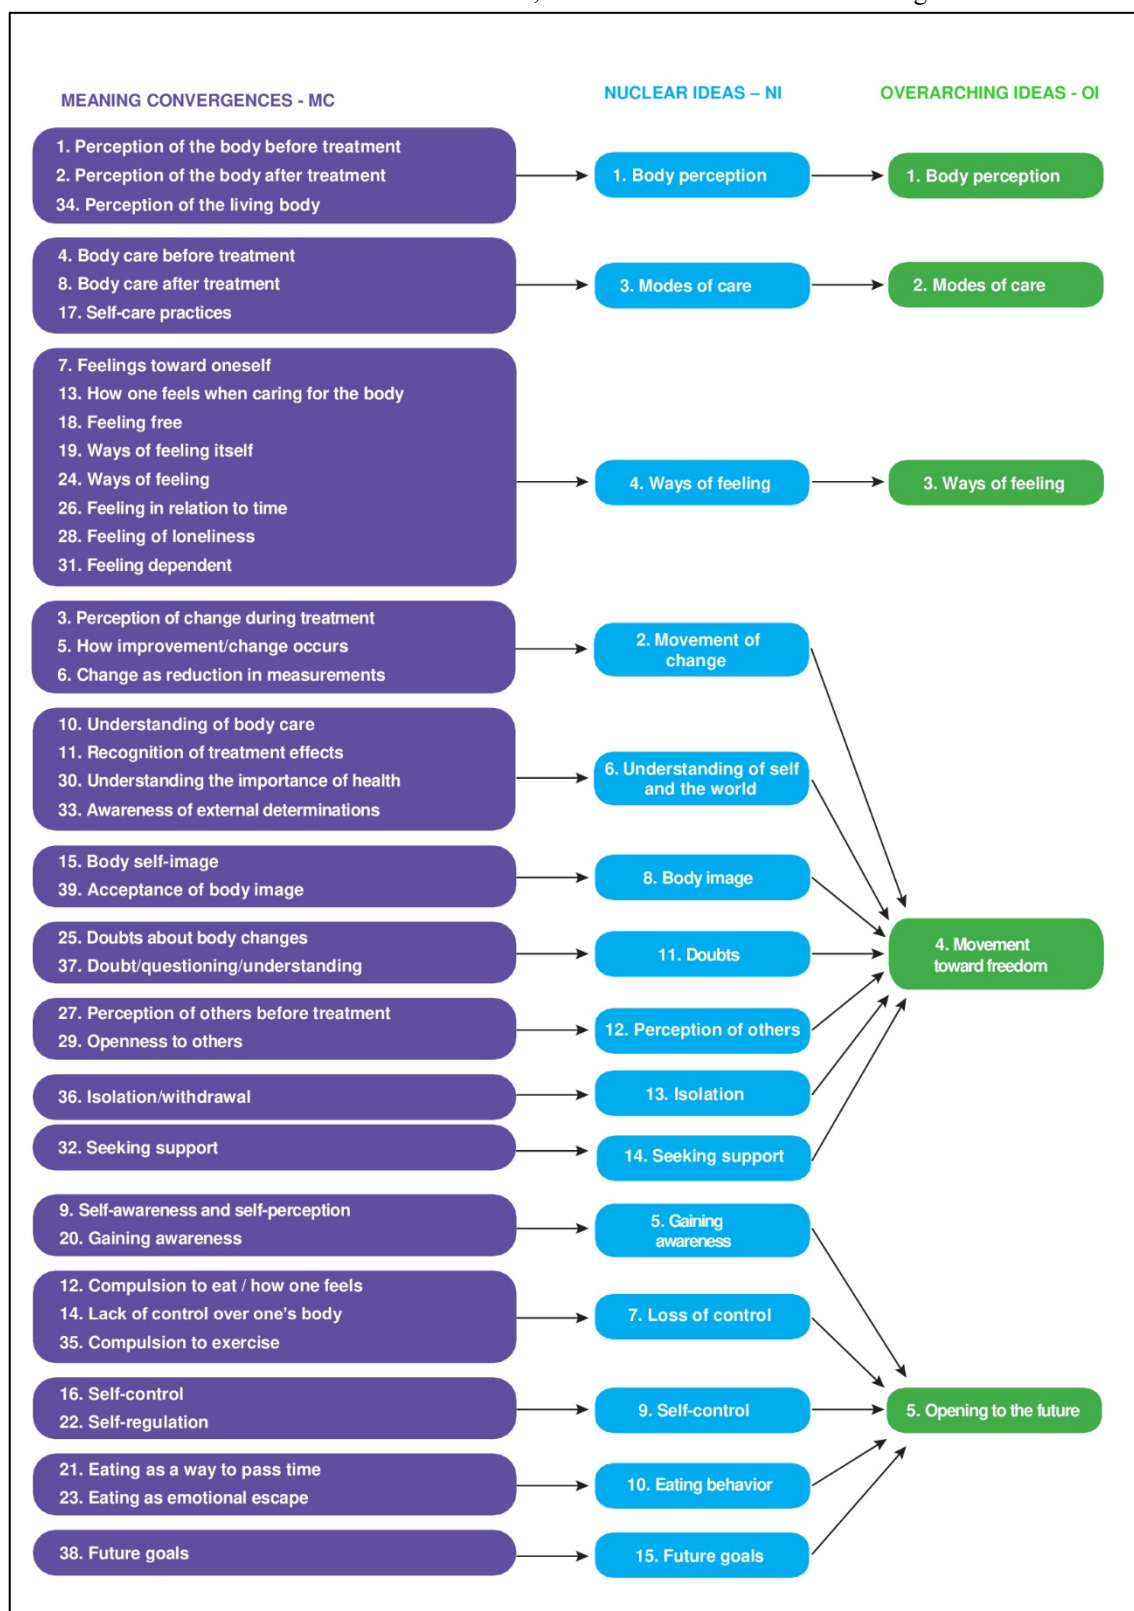 MEANING CONVERGENCES - MC
NUCLEAR IDEAS – NI
OVERARCHING IDEAS - OI
1. Perception of the body before treatment
2. Perception of the body after treatment
34. Perception of the living body
1. Body perception
1. Body perception
4. Body care before treatment
8. Body care after treatment
17. Self-care practices
3. Modes of care
2. Modes of care
7. Feelings toward oneself
13. How one feels when caring for the body
18. Feeling free
19. Ways of feeling itself
24. Ways of feeling
26. Feeling in relation to time
28. Feeling of loneliness
31. Feeling dependent
4. Ways of feeling
3. Ways of feeling
3. Perception of change during treatment
5. How improvement/change occurs
6. Change as reduction in measurements
2. Movement of
change
10. Understanding of body care
11. Recognition of treatment effects
30. Understanding the importance of health
33. Awareness of external determinations
6. Understanding of self
and the world
15. Body self-image
39. Acceptance of body image
8. Body image
25. Doubts about body changes
37. Doubt/questioning/understanding
11. Doubts
4. Movement
toward freedom
27. Perception of others before treatment
29. Openness to others
12. Perception of others
36. Isolation/withdrawal
13. Isolation
32. Seeking support
14. Seeking support
9. Self-awareness and self-perception
20. Gaining awareness
5. Gaining
awareness
12. Compulsion to eat / how one feels
14. Lack of control over one’s body
35. Compulsion to exercise
7. Loss of control
16. Self-control
22. Self-regulation
9. Self-control
5. Opening to the future
21. Eating as a way to pass time
23. Eating as emotional escape
10. Eating behavior
38. Future goals
15. Future goals